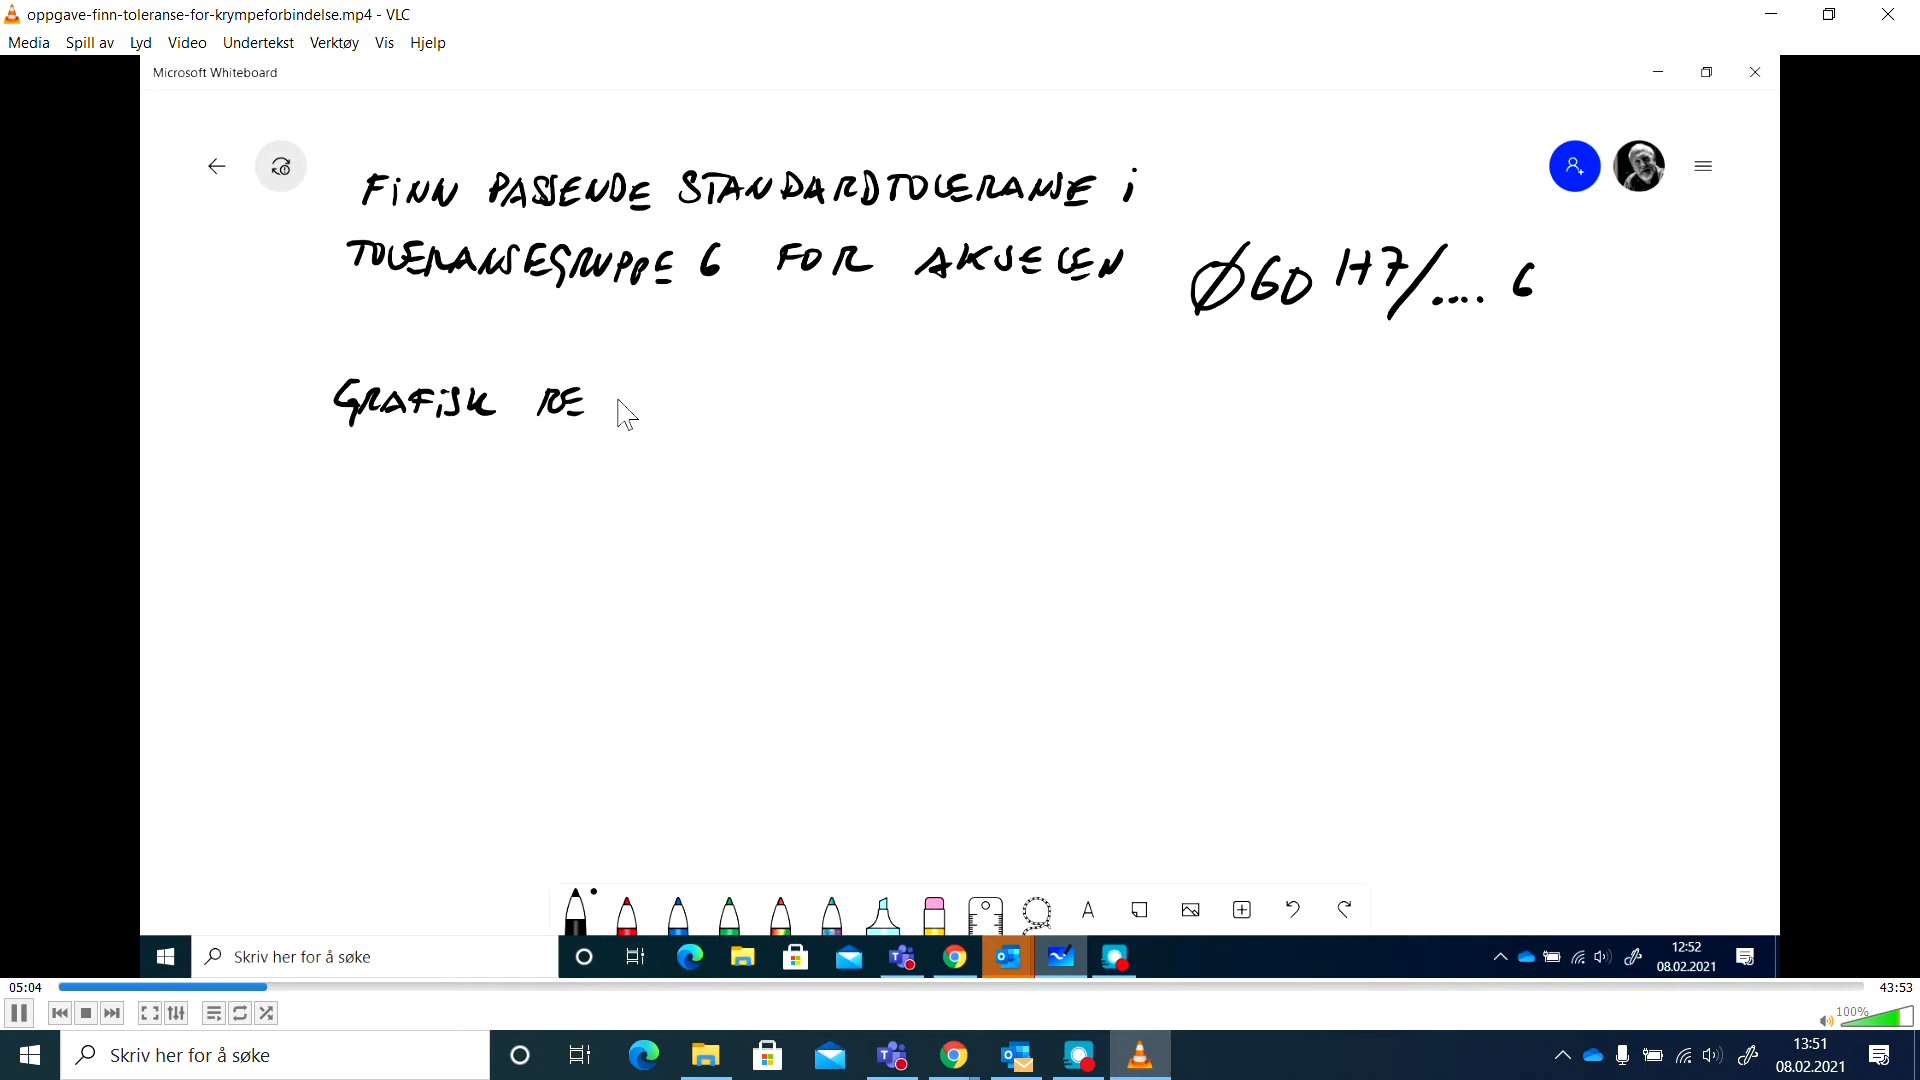 oppgave-finn-toleranse-for-krympeforbindelse.mp4 - VLC
Media Spill av Lyd Video Undertekst Verktøy Vis Hjelp
Microsoft Whiteboard
FINN PASSENDE STANDARDTOLERANSE i
TOLERANSEGRUPPE 6 FOR AKSELEN Ø60 H7/.... 6
GRAFISK RE
Skriv her for å søke
12:52
08.02.2021
05:04
43:53
100%
Skriv her for å søke
13:51
08.02.2021